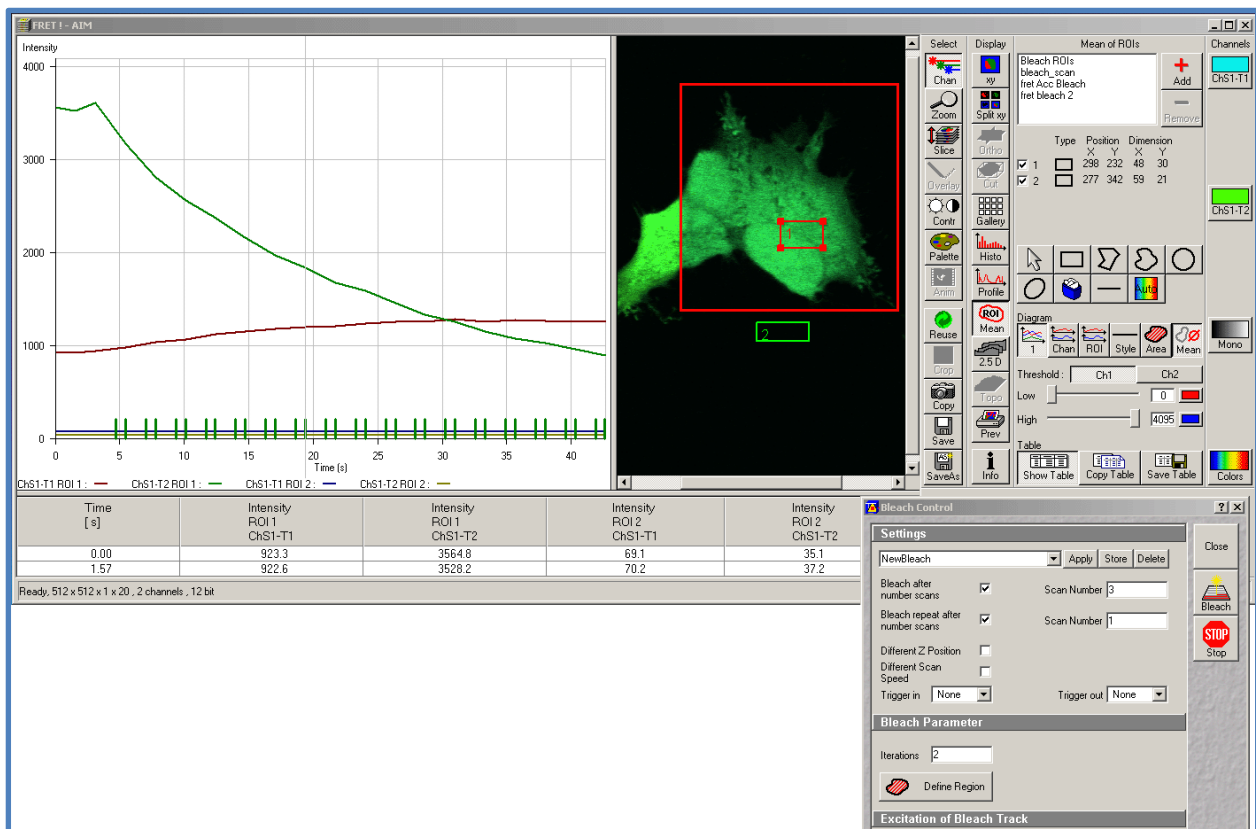 FRET ! - AIM
Intensity
4000
3000
2000
1000
0
0 5 10 15 20 25 30 35 40
Time (s)
ChS1-T1 ROI 1 : ChS1-T2 ROI 1 : ChS1-T1 ROI 2 : ChS1-T2 ROI 2 :
1
2
Select
Chan
Zoom
Slice
Overlay
Contr
Palette
Anim
Reuse
Crop
Copy
Save
AS
SaveAs
Display
xy
Split xy
Ortho
Cut
Gallery
Histo
Profile
ROI
Mean
2.5 D
Topo
Prev
Info
Mean of ROIs
Bleach ROIs
bleach_scan
fret Acc Bleach
fret bleach 2
Add
Remove
Type Position Dimension
X Y X Y
1 298 232 48 30
2 277 342 59 21
Auto
Diagram
1 Chan ROI Style Area Mean
Threshold : Ch1 Ch2
Low 0
High 4095
Table
Show Table Copy Table Save Table
Channels
ChS1-T1
ChS1-T2
Mono
Colors
Time Intensity Intensity Intensity Intensity
[ s ] ROI 1 ROI 1 ROI 2 ROI 2
ChS1-T1 ChS1-T2 ChS1-T1 ChS1-T2
0.00 923.3 3564.8 69.1 35.1
1.57 922.6 3528.2 70.2 37.2
Ready, 512 x 512 x 1 x 20 , 2 channels , 12 bit
Bleach Control
Settings
NewBleach Apply Store Delete
Bleach after
number scans Scan Number 3
Bleach repeat after
number scans Scan Number 1
Different Z Position
Different Scan
Speed
Trigger in None Trigger out None
Bleach Parameter
Iterations 2
Define Region
Excitation of Bleach Track
Close
Bleach
STOP
Stop